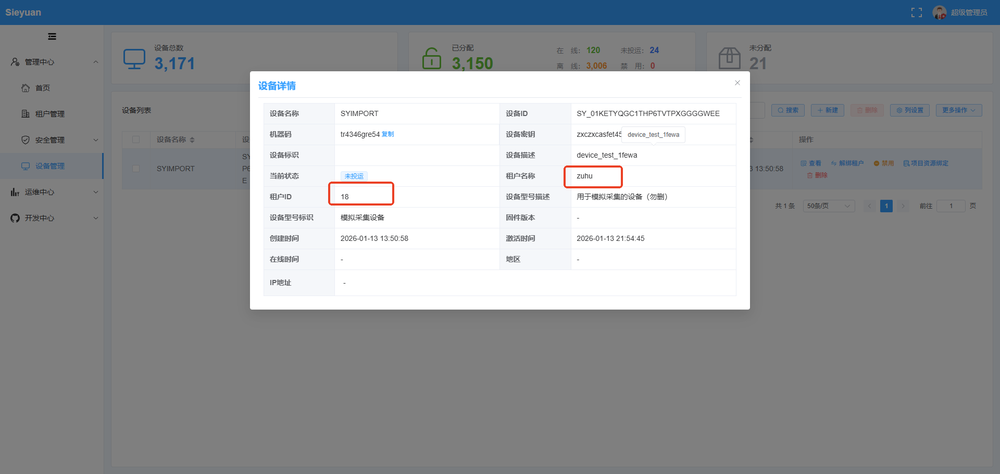 Sieyuan
超级管理员
管理中心
首页
租户管理
安全管理
设备管理
运维中心
开发中心
设备总数
3,171
已分配
3,150
在 线: 120 未投运: 24
离 线: 3,006 禁 用: 0
未分配
21
设备列表
搜索 新建 删除 列设置 更多操作
设备名称 设 操作
SYIMPORT
SY
P6
E
3 13:50:58
查看 解绑租户 禁用 项目资源绑定
删除
共 1 条 50条/页 1 前往 1 页
设备详情
设备名称 SYIMPORT 设备ID SY_01KETYQGC1THP6TVTPXGGGGWEE
机器码 tr4346gre54 复制 设备密钥 zxczxcasfet45
device_test_1fewa
设备标识 设备描述 device_test_1fewa
当前状态 未投运 租户名称 zuhu
租户ID 18 设备型号描述 用于模拟采集的设备（勿删）
设备型号标识 模拟采集设备 固件版本 -
创建时间 2026-01-13 13:50:58 激活时间 2026-01-13 21:54:45
在线时间 - 地区 -
IP地址 -